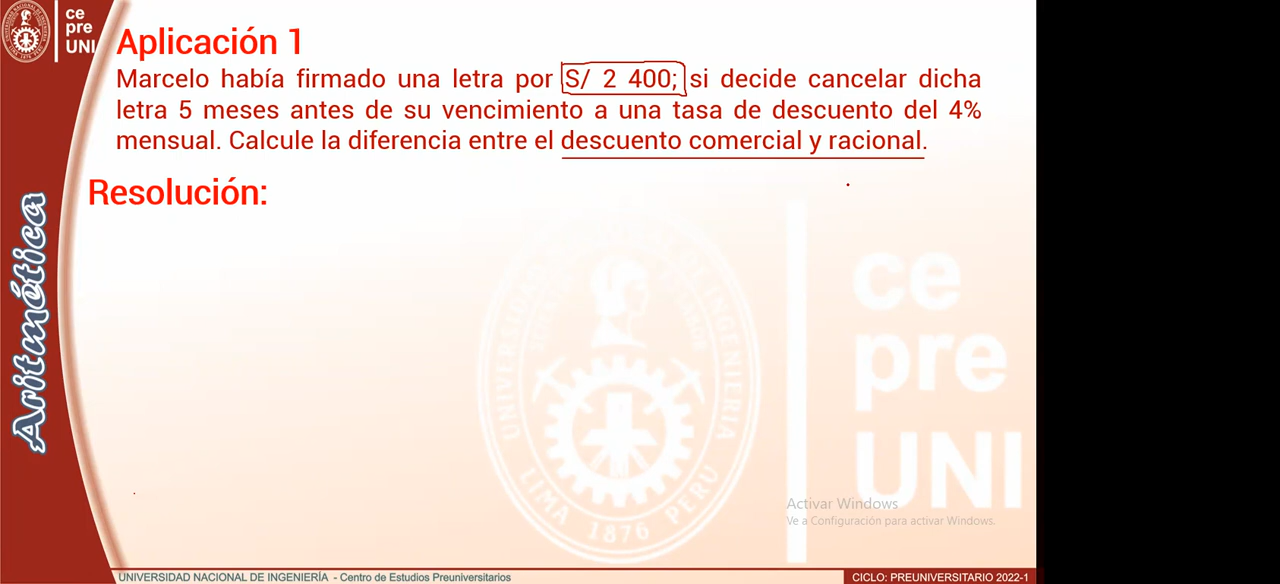 ce
pre
UNI
Aplicación 1
Marcelo había firmado una letra por S/ 2 400; si decide cancelar dicha
letra 5 meses antes de su vencimiento a una tasa de descuento del 4%
mensual. Calcule la diferencia entre el descuento comercial y racional.
Resolución:
Aritmética
ce
pre
UNI
LIMA 1876 PERU
Activar Windows
Ve a Configuración para activar Windows.
UNIVERSIDAD NACIONAL DE INGENIERÍA - Centro de Estudios Preuniversitarios
CICLO: PREUNIVERSITARIO 2022-1